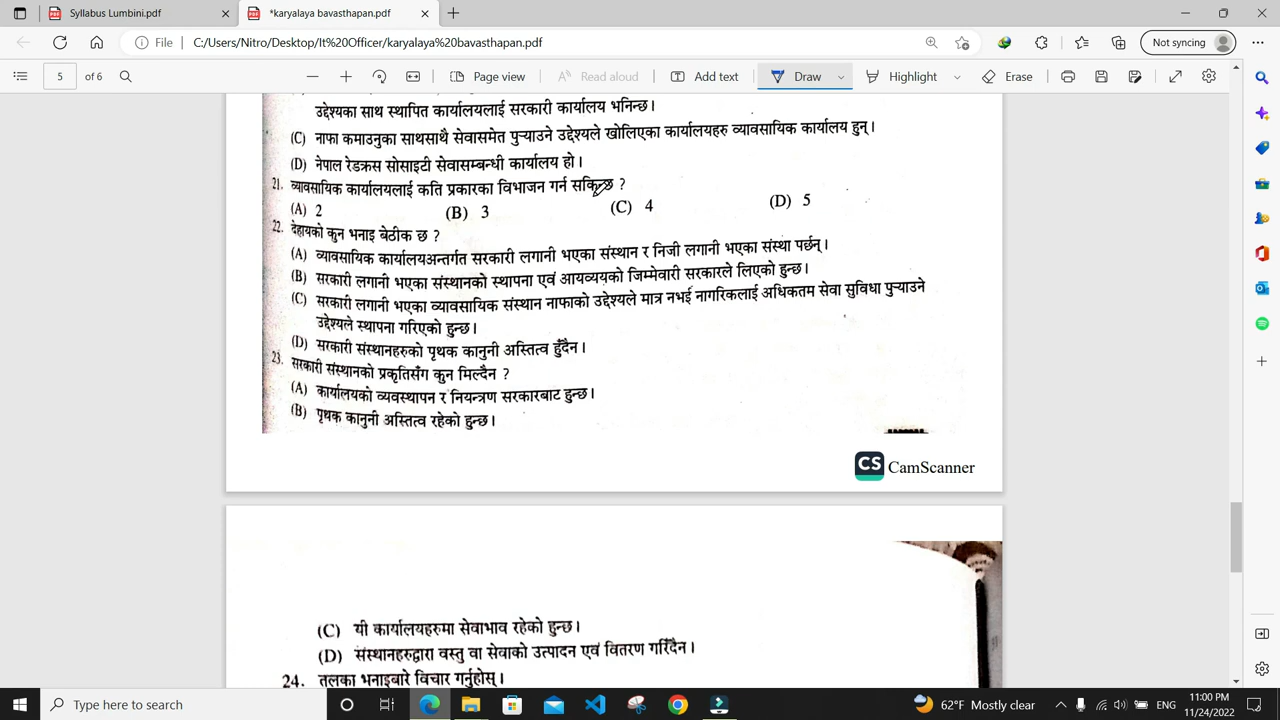 Syllabus Lumbini.pdf
*karyalaya bavasthapan.pdf
File C:/Users/Nitro/Desktop/It%20Officer/karyalaya%20bavasthapan.pdf
Not syncing
5 of 6
Page view
Read aloud
Add text
Draw
Highlight
Erase
उद्देश्यका साथ स्थापित कार्यालयलाई सरकारी कार्यालय भनिन्छ।
(C) नाफा कमाउनुका साथसाथै सेवासमेत पुऱ्याउने उद्देश्यले खोलिएका कार्यालयहरु व्यावसायिक कार्यालय हुन्।
(D) नेपाल रेडक्रस सोसाइटी सेवासम्बन्धी कार्यालय हो।
21. व्यावसायिक कार्यालयलाई कति प्रकारका विभाजन गर्न सकिन्छ ?
(A) 2 (B) 3 (C) 4 (D) 5
22. देहायको कुन भनाइ बेठीक छ ?
(A) व्यावसायिक कार्यालयअन्तर्गत सरकारी लगानी भएका संस्थान र निजी लगानी भएका संस्था पर्छन्।
(B) सरकारी लगानी भएका संस्थानको स्थापना एवं आयव्ययको जिम्मेवारी सरकारले लिएको हुन्छ।
(C) सरकारी लगानी भएका व्यावसायिक संस्थान नाफाको उद्देश्यले मात्र नभई नागरिकलाई अधिकतम सेवा सुविधा पुऱ्याउने
उद्देश्यले स्थापना गरिएको हुन्छ।
(D) सरकारी संस्थानहरुको पृथक कानुनी अस्तित्व हुँदैन।
23. सरकारी संस्थानको प्रकृतिसँग कुन मिल्दैन ?
(A) कार्यालयको व्यवस्थापन र नियन्त्रण सरकारबाट हुन्छ।
(B) पृथक कानुनी अस्तित्व रहेको हुन्छ।
CS CamScanner
(C) यी कार्यालयहरुमा सेवाभाव रहेको हुन्छ।
(D) संस्थानहरुद्वारा वस्तु वा सेवाको उत्पादन एवं वितरण गरिँदैन।
24. तलका भनाइबारे विचार गर्नुहोस्।
Type here to search
62°F Mostly clear
ENG
11:00 PM
11/24/2022